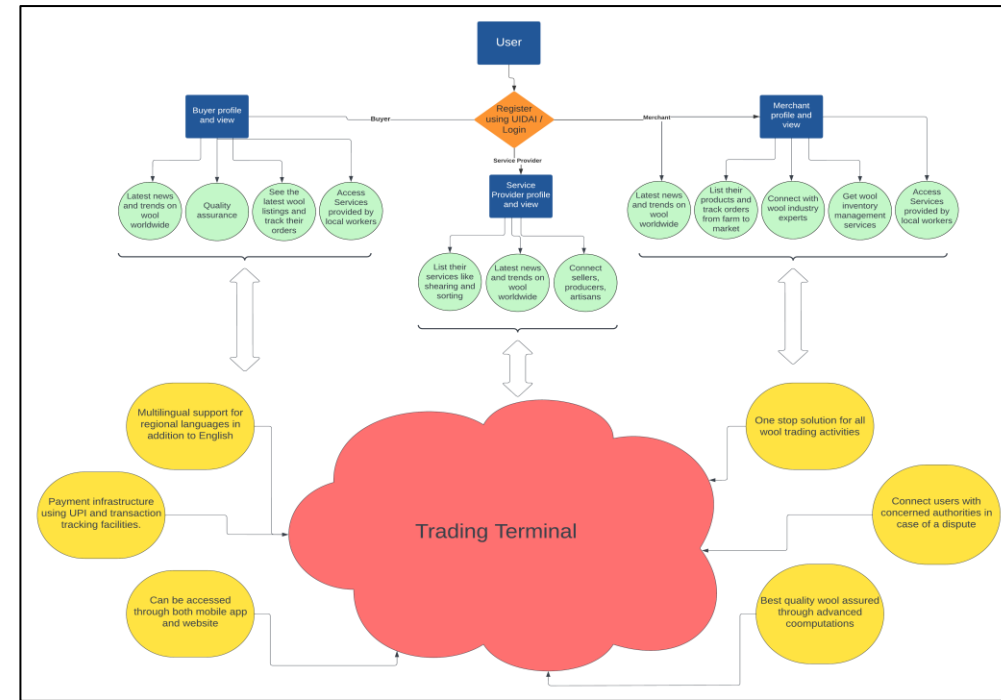 User
Register
using UIDAI /
Login
Buyer
Merchant
Service Provider
Buyer profile
and view
Service
Provider profile
and view
Merchant
profile and
view
Latest news
and trends on
wool
worldwide
Quality
assurance
See the
latest wool
listings and
track their
orders
Access
Services
provided by
local workers
List their
services like
shearing and
sorting
Latest news
and trends on
wool
worldwide
Connect
sellers,
producers,
artisans
Latest news
and trends on
wool
worldwide
List their
products and
track orders
from farm to
market
Connect with
wool industry
experts
Get wool
inventory
management
services
Access
Services
provided by
local workers
Multilingual support for
regional languages in
addition to English
Payment infrastructure
using UPI and transaction
tracking facilities.
Can be accessed
through both mobile app
and website
Trading Terminal
One stop solution for all
wool trading activities
Connect users with
concerned authorities in
case of a dispute
Best quality wool assured
through advanced
coomputations